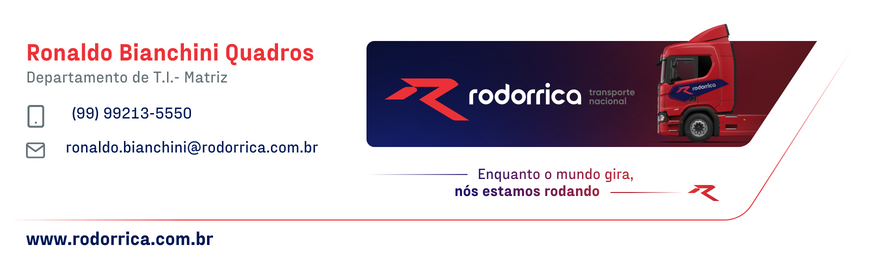 Ronaldo Bianchini Quadros
Departamento de T.I.- Matriz
(99) 99213-5550
ronaldo.bianchini@rodorrica.com.br
www.rodorrica.com.br
rodorrica
transporte
nacional
rodorrica
Enquanto o mundo gira,
nós estamos rodando